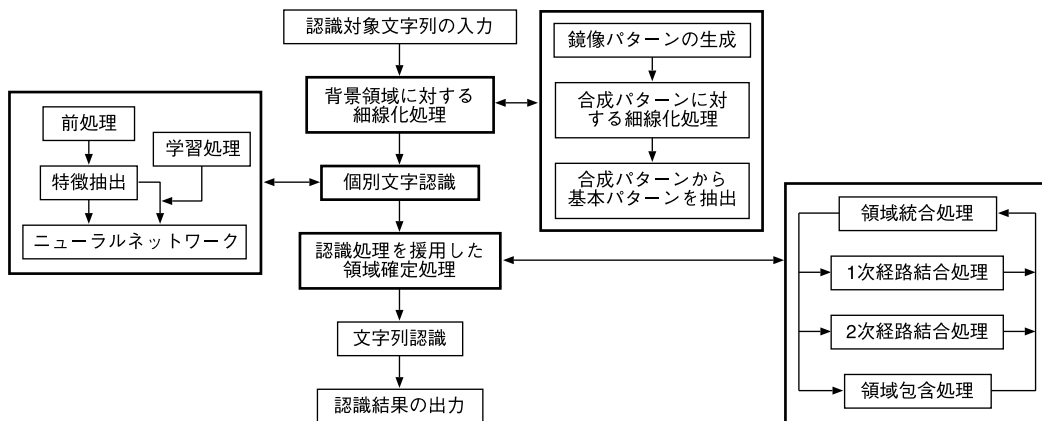 認識対象文字列の入力
背景領域に対する
細線化処理
個別文字認識
認識処理を援用した
領域確定処理
文字列認識
認識結果の出力
鏡像パターンの生成
合成パターンに対
する細線化処理
合成パターンから
基本パターンを抽出
前処理
学習処理
特徴抽出
ニューラルネットワーク
領域統合処理
1次経路結合処理
2次経路結合処理
領域包含処理